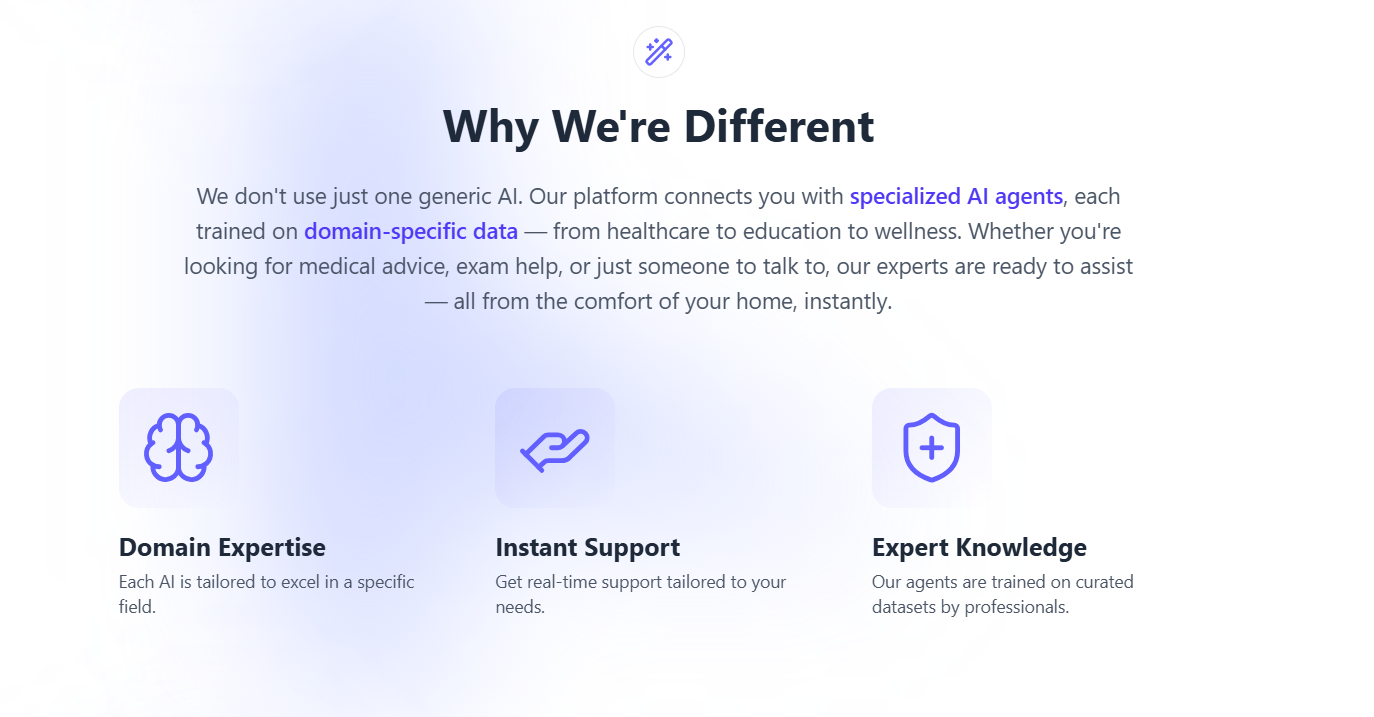 Why We're Different
We don't use just one generic AI. Our platform connects you with specialized AI agents, each
trained on domain-specific data — from healthcare to education to wellness. Whether you're
looking for medical advice, exam help, or just someone to talk to, our experts are ready to assist
— all from the comfort of your home, instantly.
Domain Expertise
Each AI is tailored to excel in a specific
field.
Instant Support
Get real-time support tailored to your
needs.
Expert Knowledge
Our agents are trained on curated
datasets by professionals.